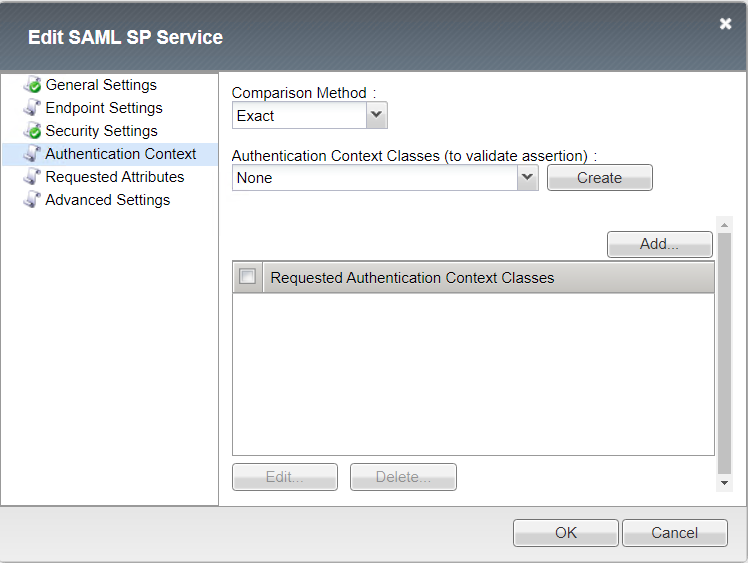 Edit SAML SP Service
General Settings
Endpoint Settings
Security Settings
Authentication Context
Requested Attributes
Advanced Settings
Comparison Method :
Exact
Authentication Context Classes (to validate assertion) :
None
Create
Add...
Requested Authentication Context Classes
Edit...
Delete...
OK
Cancel